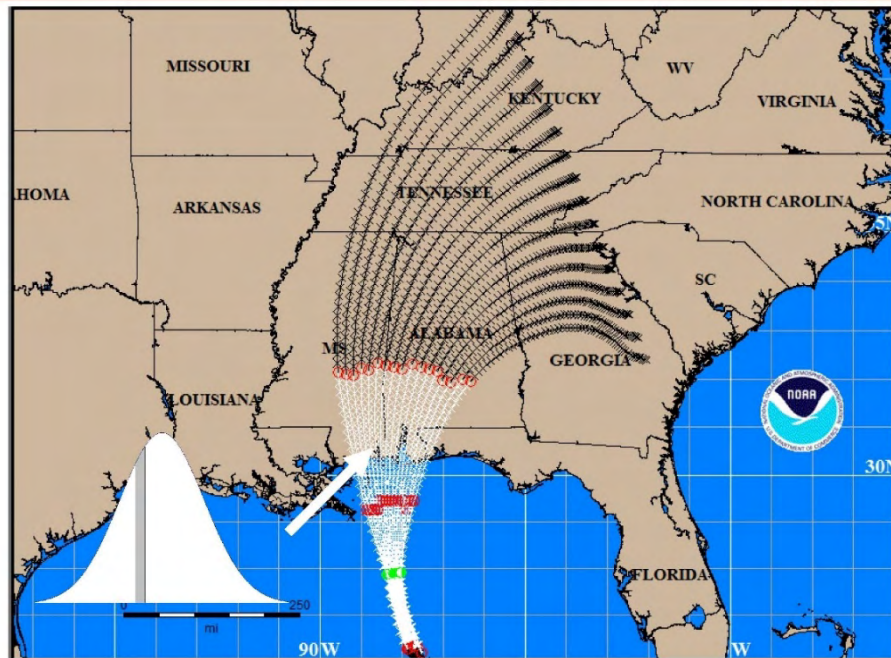 MISSOURI
WV
KENTUCKY
VIRGINIA
HOMA
ARKANSAS
TENNESSEE
NORTH CAROLINA
5N
SC
MS
ALABAMA
GEORGIA
LOUISIANA
NOAA
30N
FLORIDA
0
250
mi
90W
W